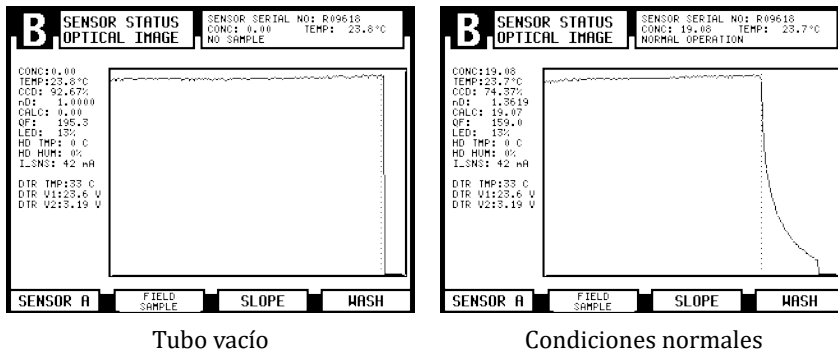 B
SENSOR STATUS
OPTICAL IMAGE
SENSOR SERIAL NO: R09618
CONC: 0.00 TEMP: 23.8°C
NO SAMPLE
CONC:0.00
TEMP:23.8°C
CCD: 92.67%
nD: 1.0000
CALC: 0.00
QF: 195.3
LED: 13%
HD TMP: 0 C
HD HUM: 0%
I_SNS: 42 mA
DTR TMP:33 C
DTR V1:23.6 V
DTR V2:3.19 V
SENSOR A
FIELD
SAMPLE
SLOPE
WASH
Tubo vacío
B
SENSOR STATUS
OPTICAL IMAGE
SENSOR SERIAL NO: R09618
CONC: 19.08 TEMP: 23.7°C
NORMAL OPERATION
CONC:19.08
TEMP:23.7°C
CCD: 74.37%
nD: 1.3619
CALC: 19.07
QF: 159.0
LED: 13%
HD TMP: 0 C
HD HUM: 0%
I_SNS: 42 mA
DTR TMP:33 C
DTR V1:23.6 V
DTR V2:3.19 V
SENSOR A
FIELD
SAMPLE
SLOPE
WASH
Condiciones normales